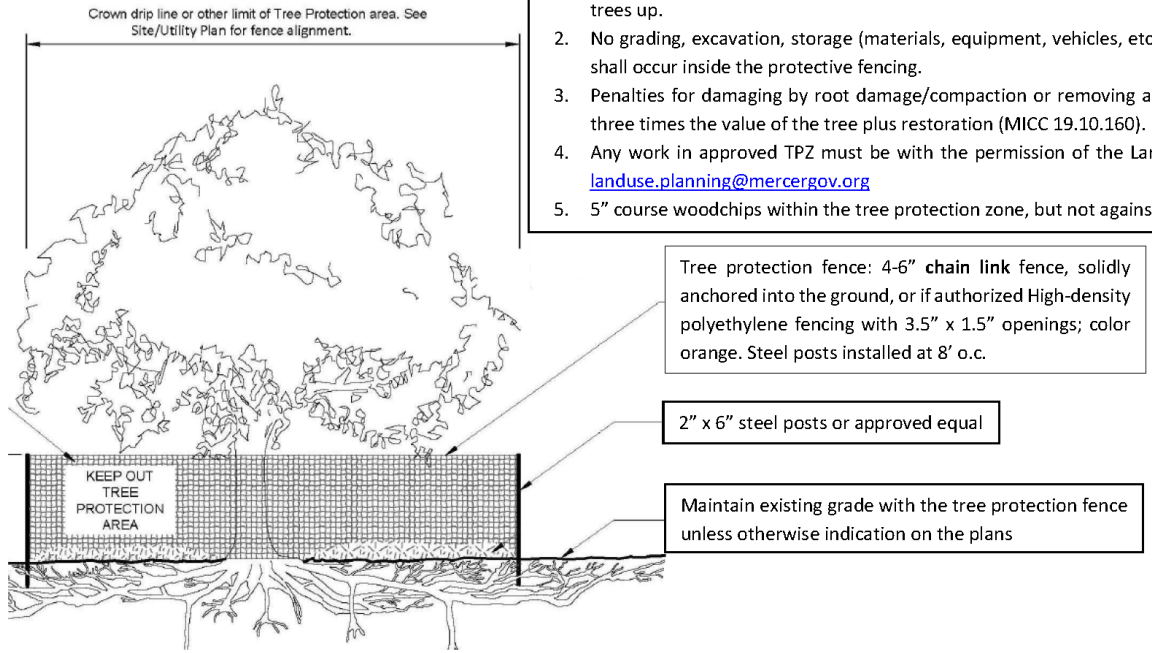 Crown drip line or other limit of Tree Protection area. See
Site/Utility Plan for fence alignment.
trees up.
2. No grading, excavation, storage (materials, equipment, vehicles, etc
shall occur inside the protective fencing.
3. Penalties for damaging by root damage/compaction or removing a
three times the value of the tree plus restoration (MICC 19.10.160).
4. Any work in approved TPZ must be with the permission of the Lan
landuse.planning@mercergov.org
5. 5” course woodchips within the tree protection zone, but not agains
Tree protection fence: 4-6” chain link fence, solidly
anchored into the ground, or if authorized High-density
polyethylene fencing with 3.5” x 1.5” openings; color
orange. Steel posts installed at 8’ o.c.
2” x 6” steel posts or approved equal
KEEP OUT
TREE
PROTECTION
AREA
Maintain existing grade with the tree protection fence
unless otherwise indication on the plans